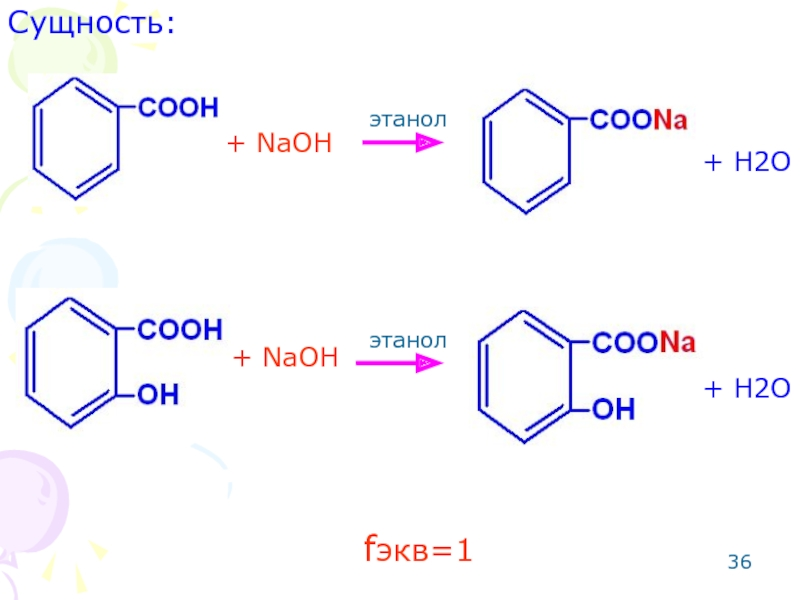 Сущность:
COOH
+ NaOH
этанол
COONa
+ H2O
COOH
OH
+ NaOH
этанол
COONa
OH
+ H2O
fэкв=1
36